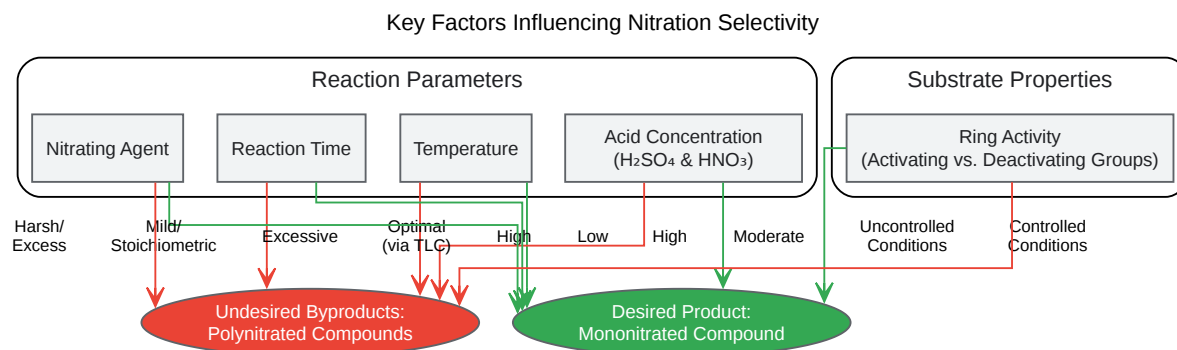 Key Factors Influencing Nitration Selectivity
Reaction Parameters
Substrate Properties
Nitrating Agent
Reaction Time
Temperature
Acid Concentration
(H₂SO₄ & HNO₃)
Ring Activity
(Activating vs. Deactivating Groups)
Harsh/
Excess
Mild/
Stoichiometric
Excessive
Optimal
(via TLC)
High
Low
High
Moderate
Uncontrolled
Conditions
Controlled
Conditions
Undesired Byproducts:
Polynitrated Compounds
Desired Product:
Mononitrated Compound